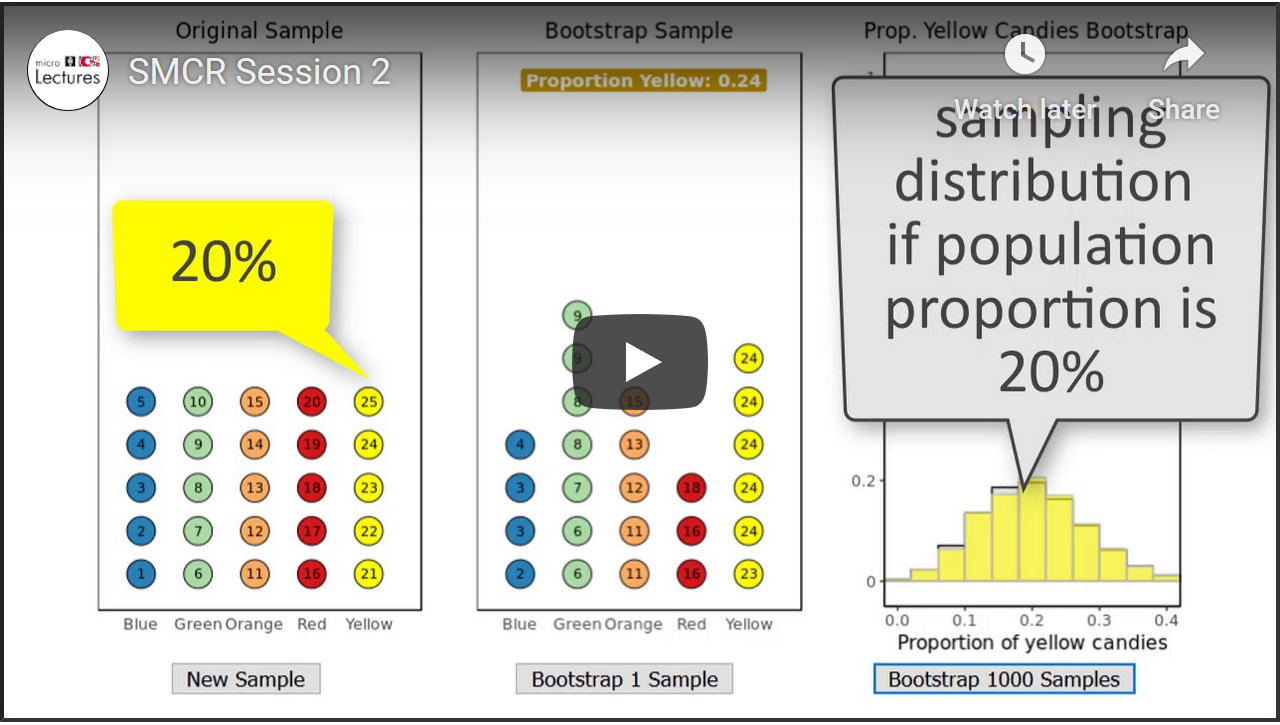 Original Sample
Bootstrap Sample
Prop. Yellow Candies Bootstrap
micro
Lectures
SMCR Session 2
Proportion Yellow: 0.24
Watch later
Share
20%
sampling
distribution
if population
proportion is
20%
9
9 24
5 10 15 20 25
8 15 24
4 9 14 19 24
4 8 13 24
3 8 13 18 23
3 7 12 18 24
2 7 12 17 22
3 6 11 16 24
1 6 11 16 21
2 6 11 16 23
Blue Green Orange Red Yellow
Blue Green Orange Red Yellow
0.2
0
0.0 0.1 0.2 0.3 0.4
Proportion of yellow candies
New Sample
Bootstrap 1 Sample
Bootstrap 1000 Samples